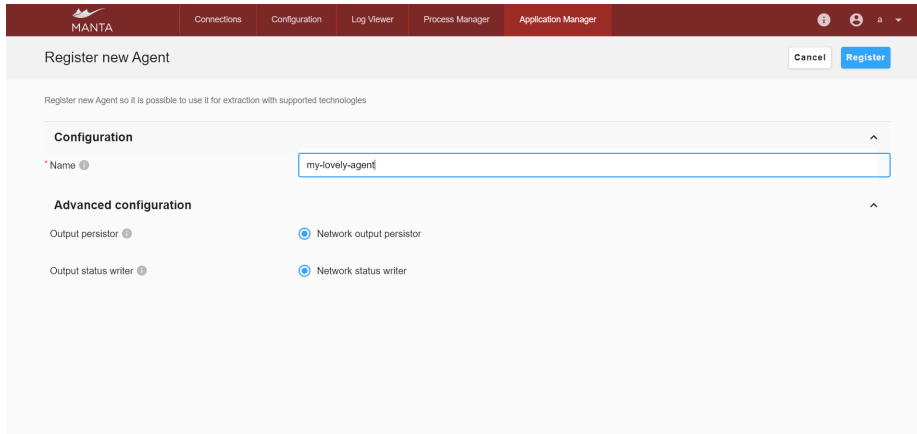 MANTA Connections Configuration Log Viewer Process Manager Application Manager a
Register new Agent Cancel Register
Register new Agent so it is possible to use it for extraction with supported technologies
Configuration
* Name my-lovely-agent
Advanced configuration
Output persistor Network output persistor
Output status writer Network status writer